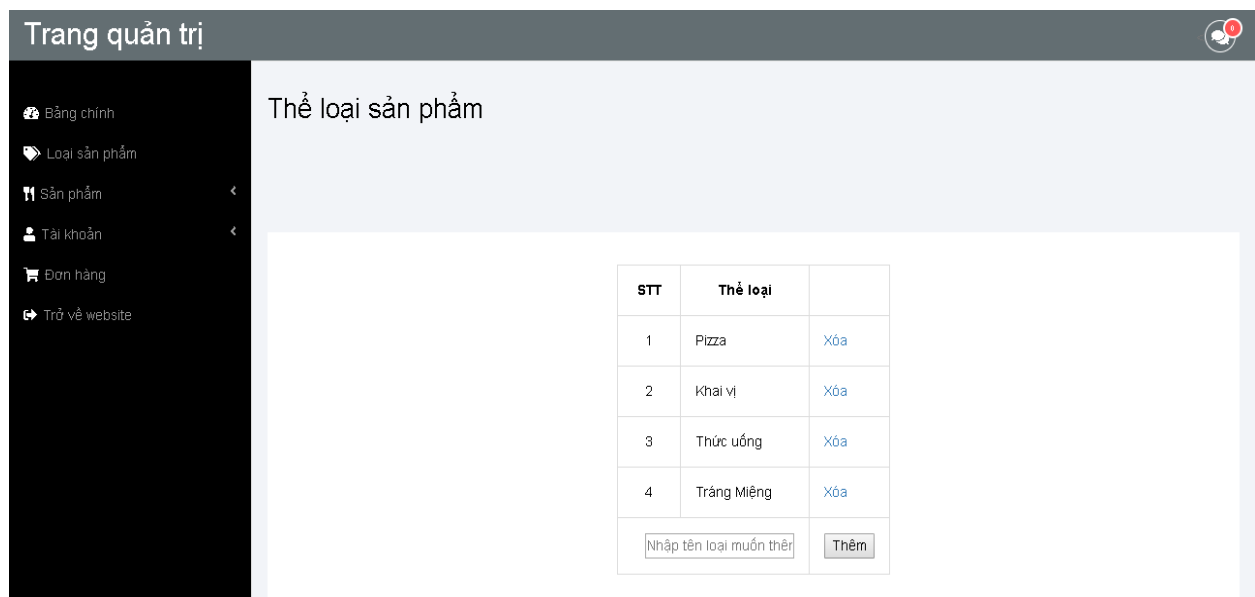 Trang quản trị
0
Bảng chính
Loại sản phẩm
Sản phẩm
Tài khoản
Đơn hàng
Trở về website
Thể loại sản phẩm
STT Thể loại
1 Pizza Xóa
2 Khai vị Xóa
3 Thức uống Xóa
4 Tráng Miệng Xóa
Nhập tên loại muốn thêm Thêm